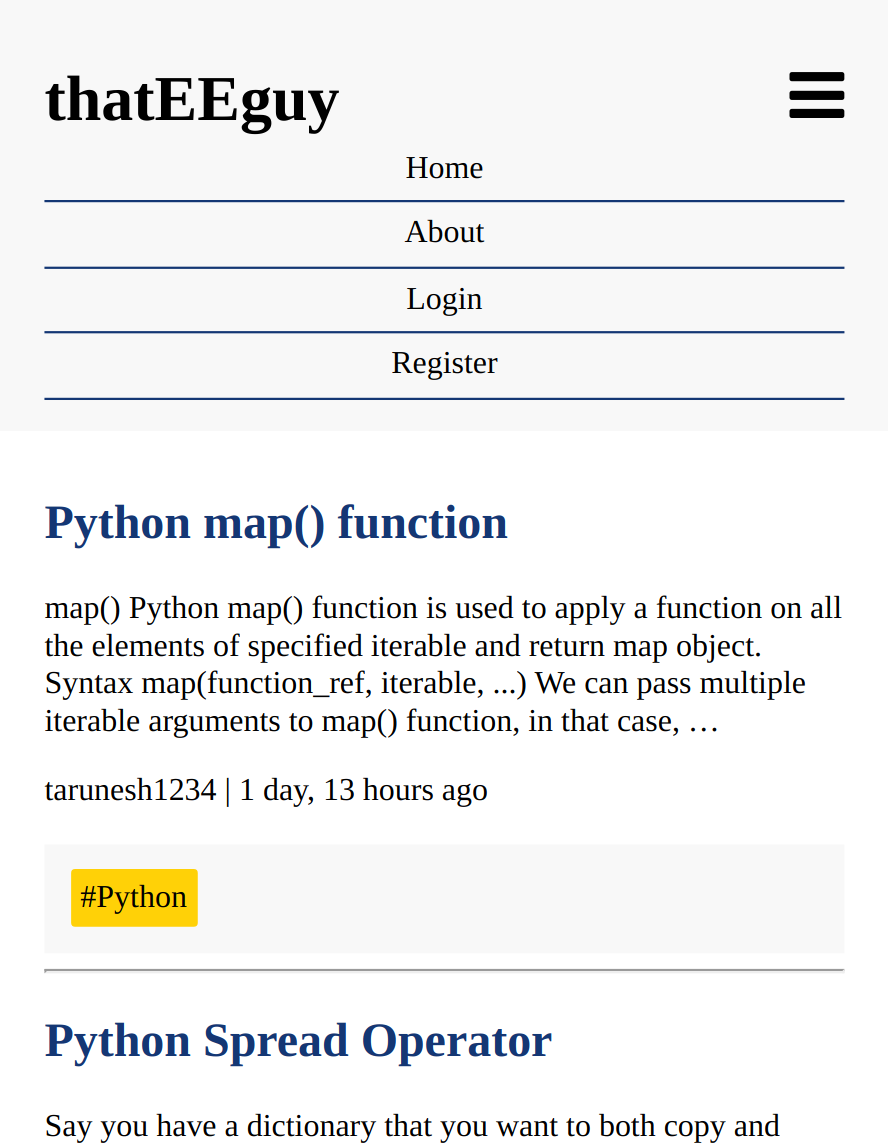 thatEEguy
Home
About
Login
Register
Python map() function
map() Python map() function is used to apply a function on all
the elements of specified iterable and return map object.
Syntax map(function_ref, iterable, ...) We can pass multiple
iterable arguments to map() function, in that case, …
tarunesh1234 | 1 day, 13 hours ago
#Python
Python Spread Operator
Say you have a dictionary that you want to both copy and